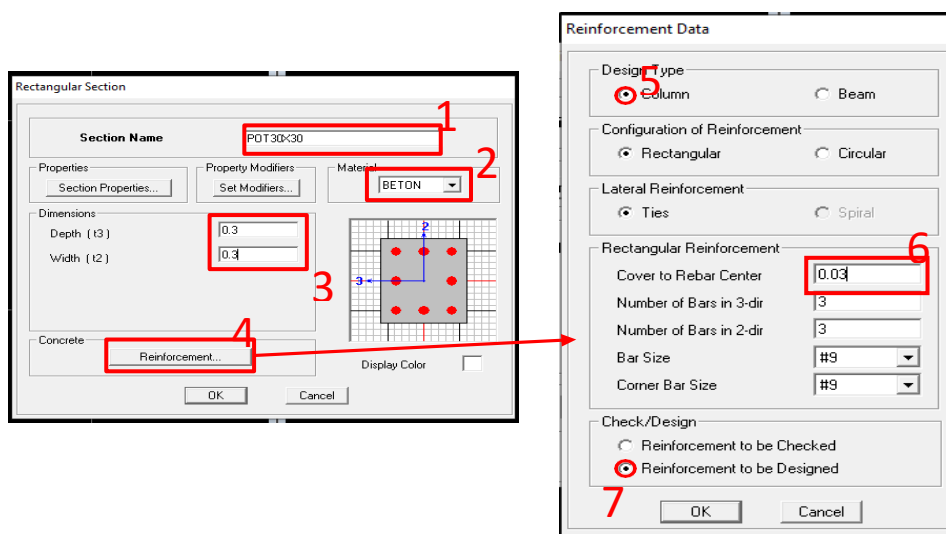 Rectangular Section
1
Section Name POT30X30
Properties Property Modifiers Material 2
Section Properties... Set Modifiers... BETON
Dimensions
Depth ( t3 ) 0.3
Width ( t2 ) 0.3
3
2
3
4
Concrete
Reinforcement...
Display Color
OK Cancel
Reinforcement Data
Design Type
5
Column Beam
Configuration of Reinforcement
Rectangular Circular
Lateral Reinforcement
Ties Spiral
Rectangular Reinforcement
6
Cover to Rebar Center 0.03
Number of Bars in 3-dir 3
Number of Bars in 2-dir 3
Bar Size #9
Corner Bar Size #9
Check/Design
Reinforcement to be Checked
Reinforcement to be Designed
7
OK Cancel